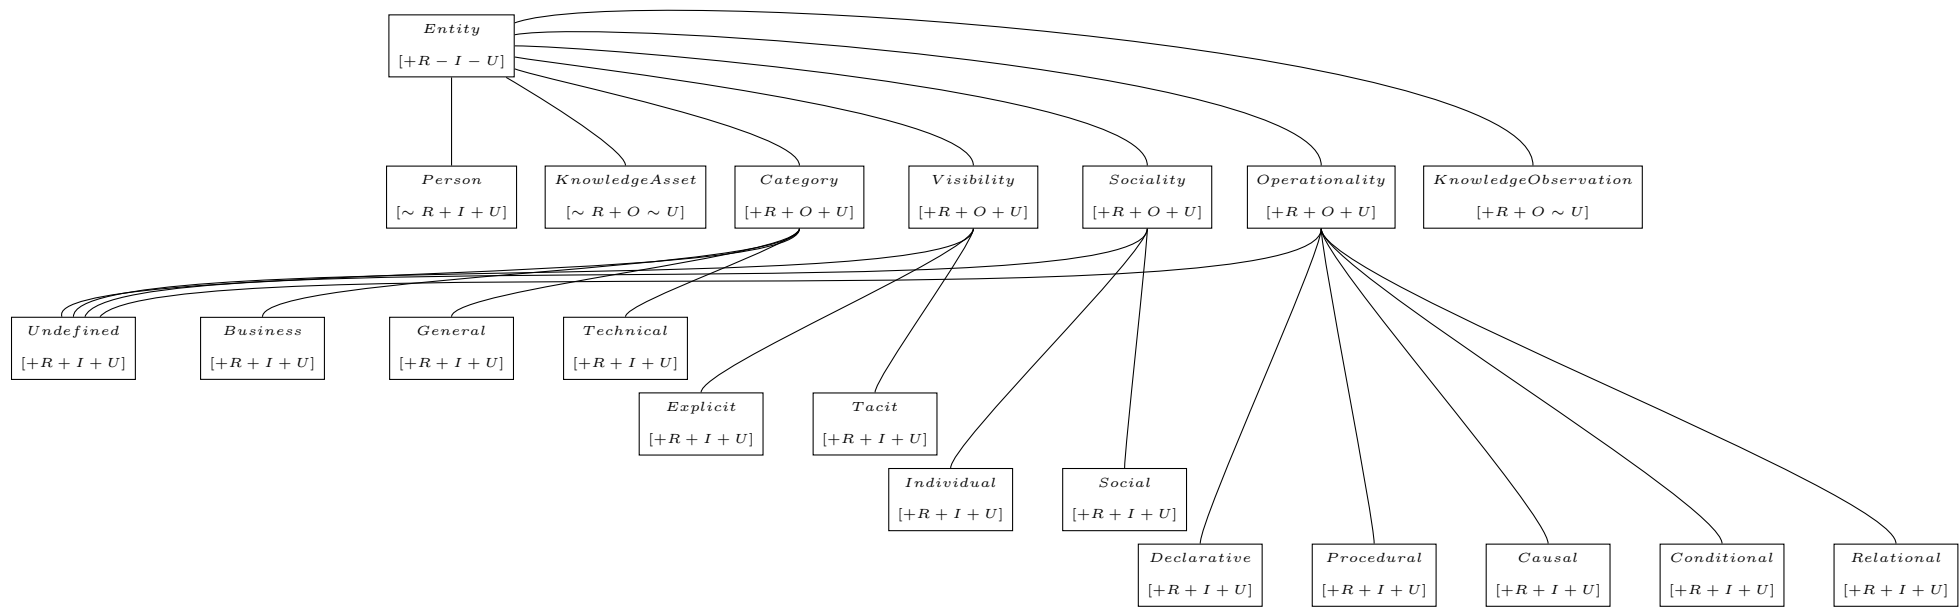 Entity
[+R − I − U]
Person
[∼ R + I + U]
KnowledgeAsset
[∼ R + O ∼ U]
Category
[+R + O + U]
Visibility
[+R + O + U]
Sociality
[+R + O + U]
Operationality
[+R + O + U]
KnowledgeObservation
[+R + O ∼ U]
Undefined
[+R + I + U]
Business
[+R + I + U]
General
[+R + I + U]
Technical
[+R + I + U]
Explicit
[+R + I + U]
Tacit
[+R + I + U]
Individual
[+R + I + U]
Social
[+R + I + U]
Declarative
[+R + I + U]
Procedural
[+R + I + U]
Causal
[+R + I + U]
Conditional
[+R + I + U]
Relational
[+R + I + U]